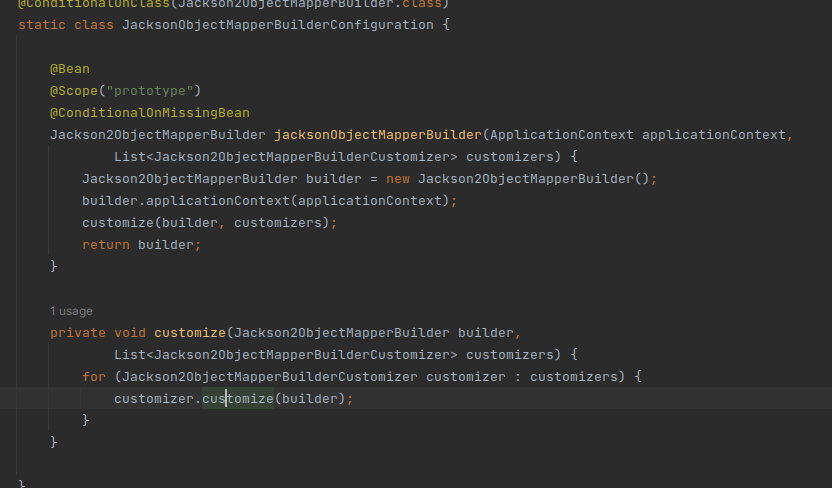 @ConditionalOnClass(Jackson2ObjectMapperBuilder.class)
static class JacksonObjectMapperBuilderConfiguration {
@Bean
@Scope("prototype")
@ConditionalOnMissingBean
Jackson2ObjectMapperBuilder jacksonObjectMapperBuilder(ApplicationContext applicationContext,
List<Jackson2ObjectMapperBuilderCustomizer> customizers) {
Jackson2ObjectMapperBuilder builder = new Jackson2ObjectMapperBuilder();
builder.applicationContext(applicationContext);
customize(builder, customizers);
return builder;
}
1 usage
private void customize(Jackson2ObjectMapperBuilder builder,
List<Jackson2ObjectMapperBuilderCustomizer> customizers) {
for (Jackson2ObjectMapperBuilderCustomizer customizer : customizers) {
customizer.customize(builder);
}
}
}